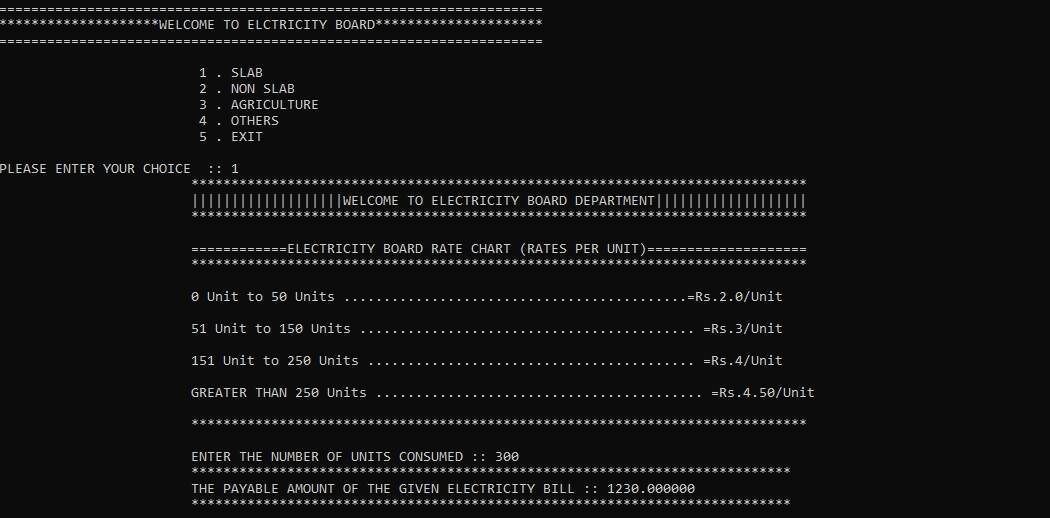 ====================================================================
********************WELCOME TO ELCTRICITY BOARD*********************
====================================================================
1 . SLAB
2 . NON SLAB
3 . AGRICULTURE
4 . OTHERS
5 . EXIT
PLEASE ENTER YOUR CHOICE  :: 1
*****************************************************************************
|||||||||||||||||||WELCOME TO ELECTRICITY BOARD DEPARTMENT|||||||||||||||||||
*****************************************************************************
============ELECTRICITY BOARD RATE CHART (RATES PER UNIT)====================
*****************************************************************************
0 Unit to 50 Units ...........................................=Rs.2.0/Unit
51 Unit to 150 Units .......................................... =Rs.3/Unit
151 Unit to 250 Units ......................................... =Rs.4/Unit
GREATER THAN 250 Units ......................................... =Rs.4.50/Unit
*****************************************************************************
ENTER THE NUMBER OF UNITS CONSUMED :: 300
***************************************************************************
THE PAYABLE AMOUNT OF THE GIVEN ELECTRICITY BILL :: 1230.000000
***************************************************************************